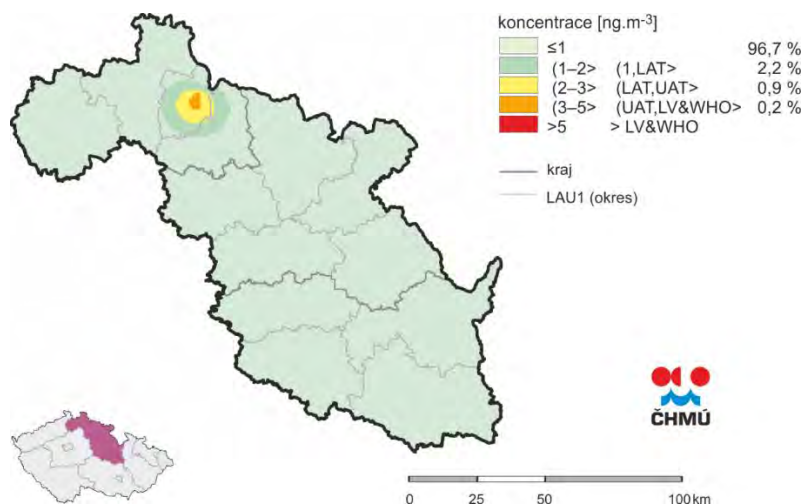 koncentrace [ng.m-3]
≤1 96,7 %
(1–2> (1,LAT> 2,2 %
(2–3> (LAT,UAT> 0,9 %
(3–5> (UAT,LV&WHO> 0,2 %
>5 > LV&WHO
kraj
LAU1 (okres)
ČHMÚ
0 25 50 100 km